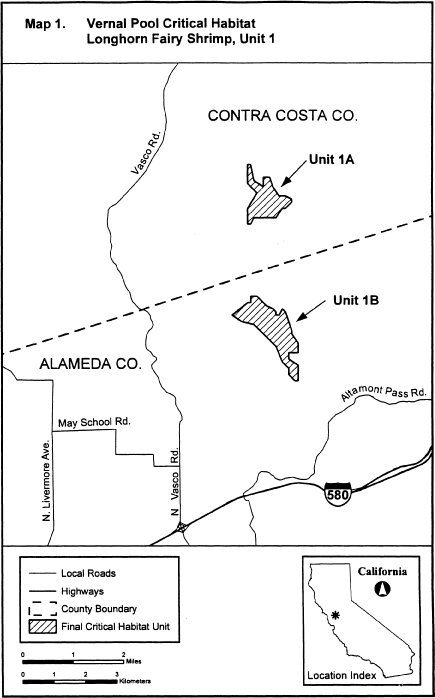 Map 1. Vernal Pool Critical Habitat
Longhorn Fairy Shrimp, Unit 1
CONTRA COSTA CO.
Vasco Rd.
Unit 1A
Unit 1B
ALAMEDA CO.
Altamont Pass Rd.
May School Rd.
N. Livermore Ave.
N Vasco Rd.
580
Local Roads
Highways
County Boundary
Final Critical Habitat Unit
0 1 2
Miles
0 1 2 3
Kilometers
California
Location Index